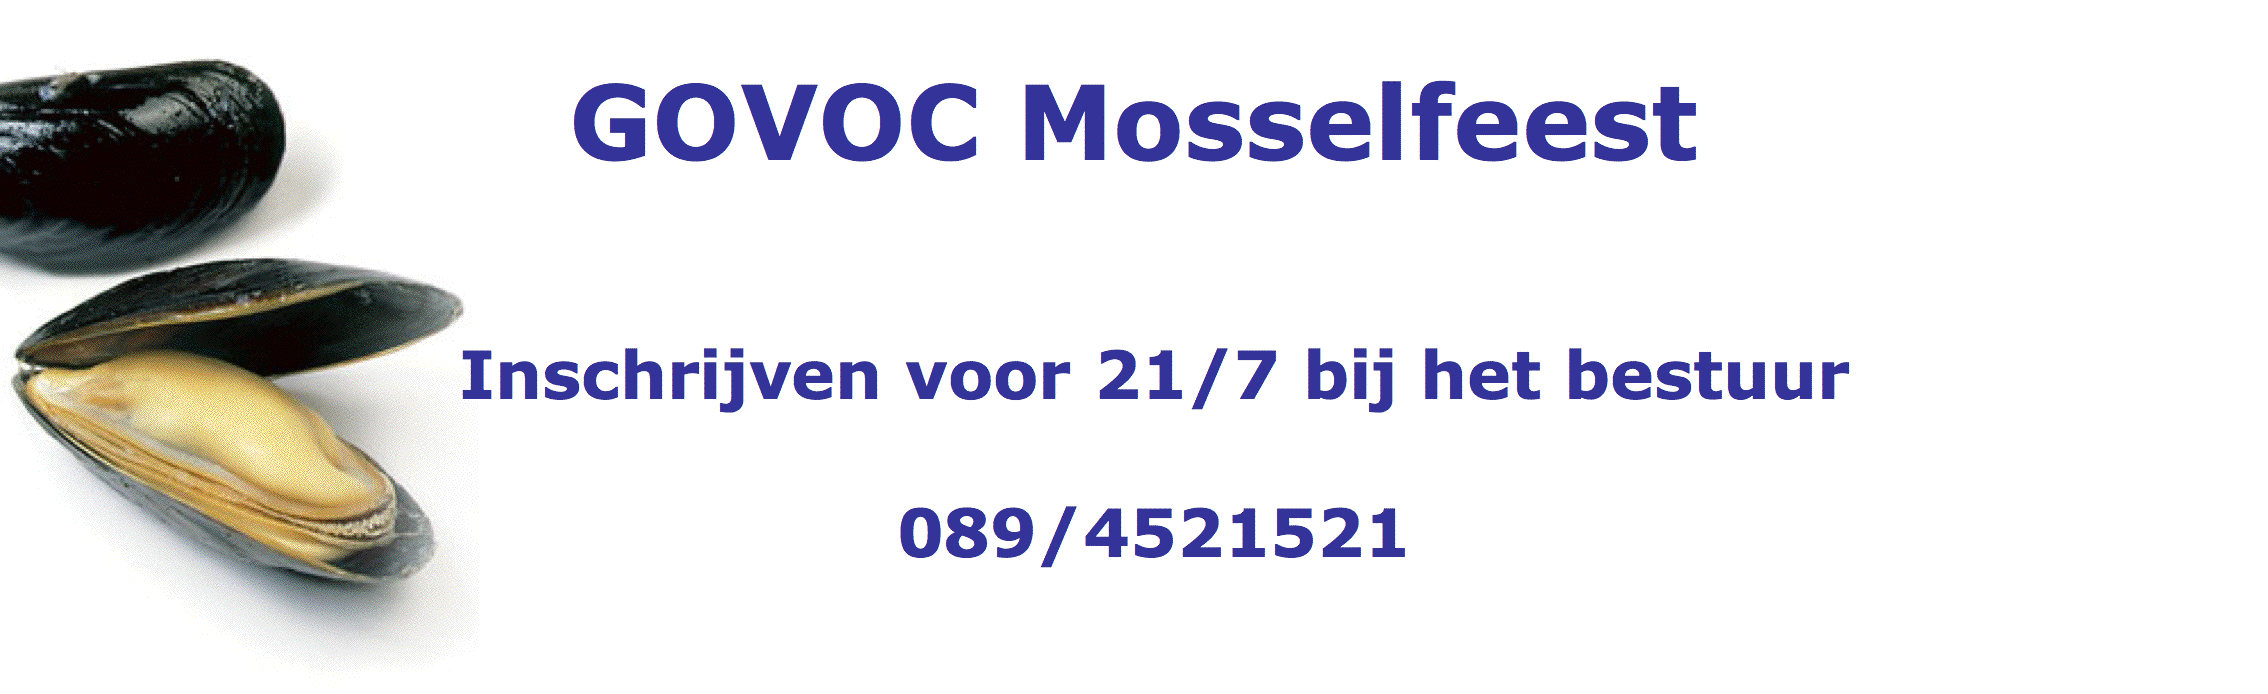 GOVOC Mosselfeest
Inschrijven voor 21/7 bij het bestuur
089/4521521